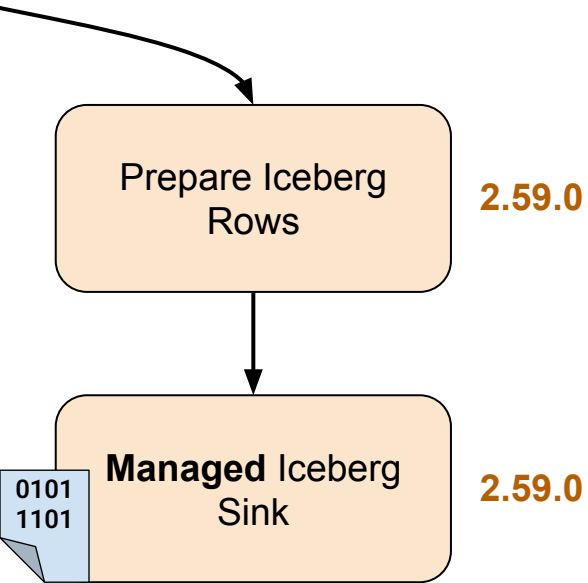 Prepare Iceberg
Rows
2.59.0
Managed Iceberg
Sink
2.59.0
0101
1101